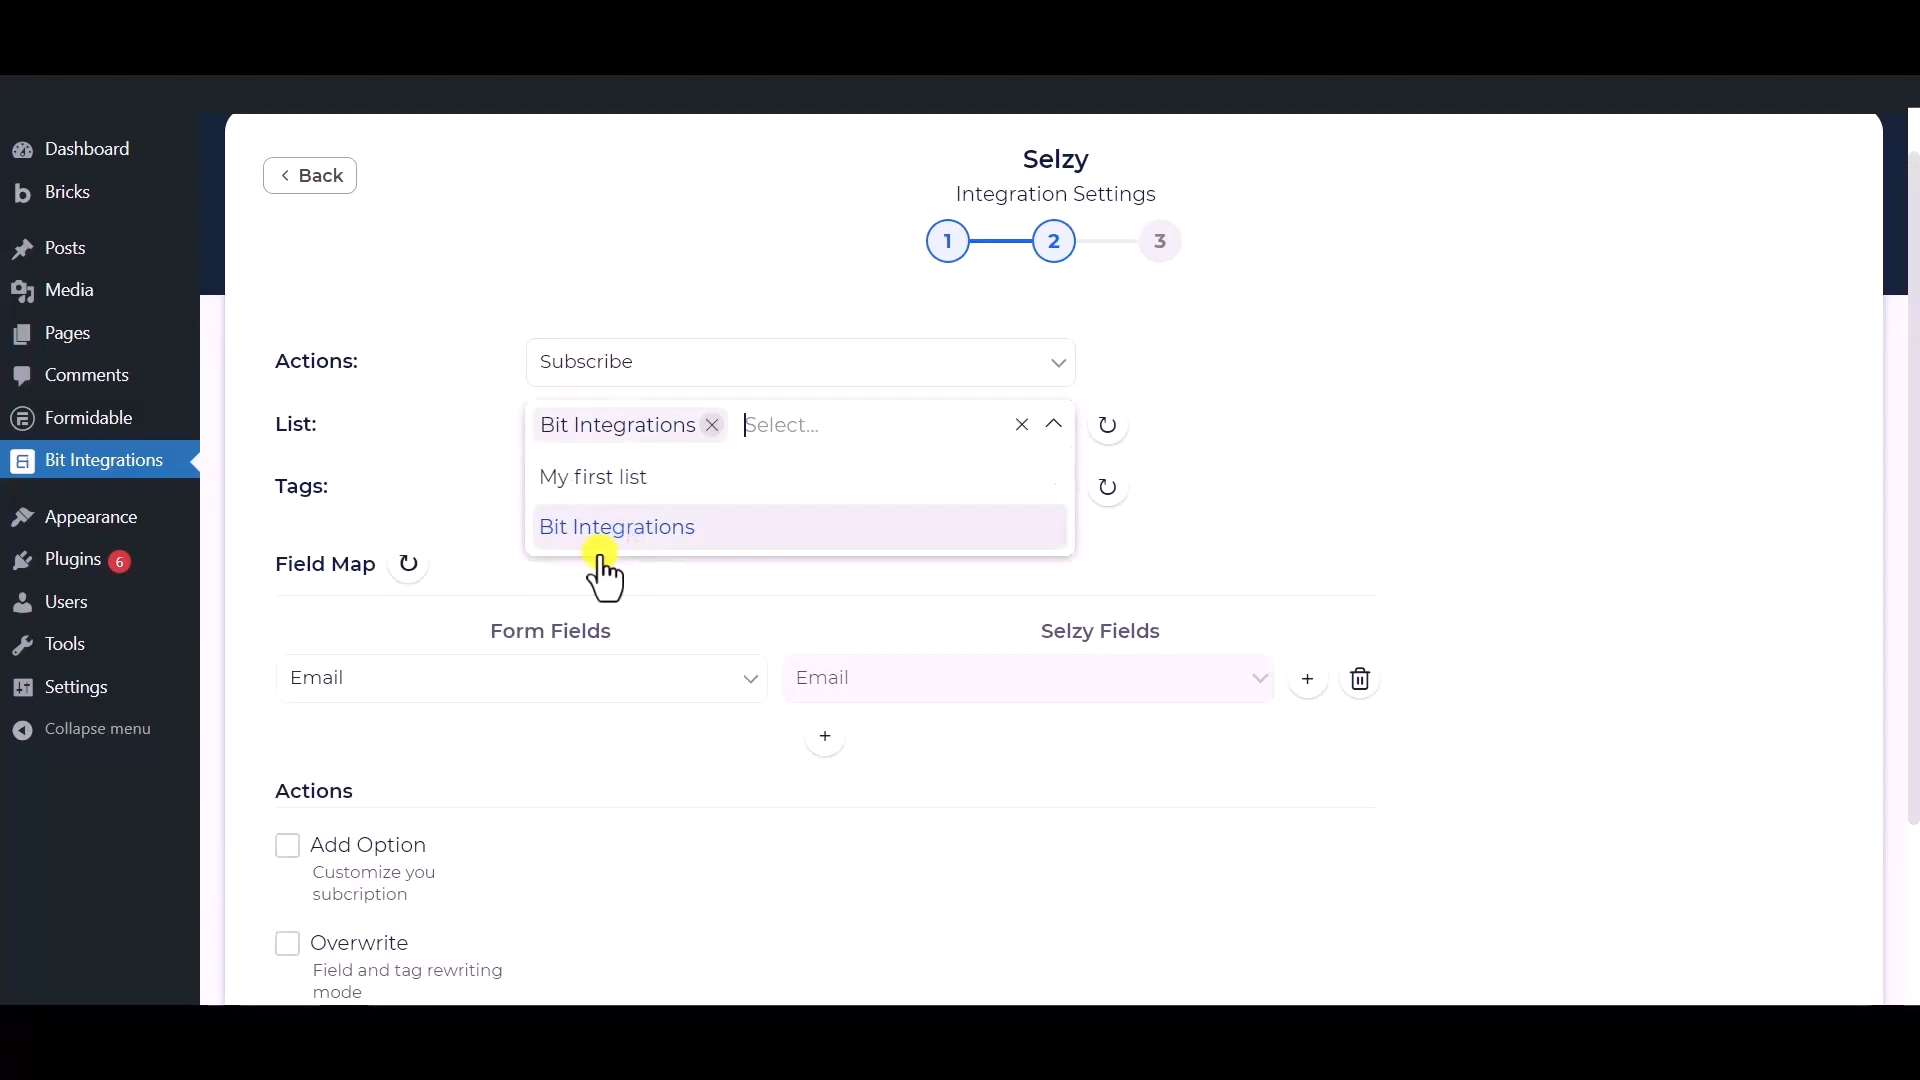 Dashboard
Bricks
Posts
Media
Pages
Comments
Formidable
Bit Integrations
Appearance
Plugins 6
Users
Tools
Settings
Collapse menu
Back
Selzy
Integration Settings
1 2 3
Actions: Subscribe
List: Bit Integrations Select...
My first list
Tags:
Bit Integrations
Field Map
Form Fields Selzy Fields
Email Email +
+
Actions
Add Option
Customize you
subcription
Overwrite
Field and tag rewriting
mode